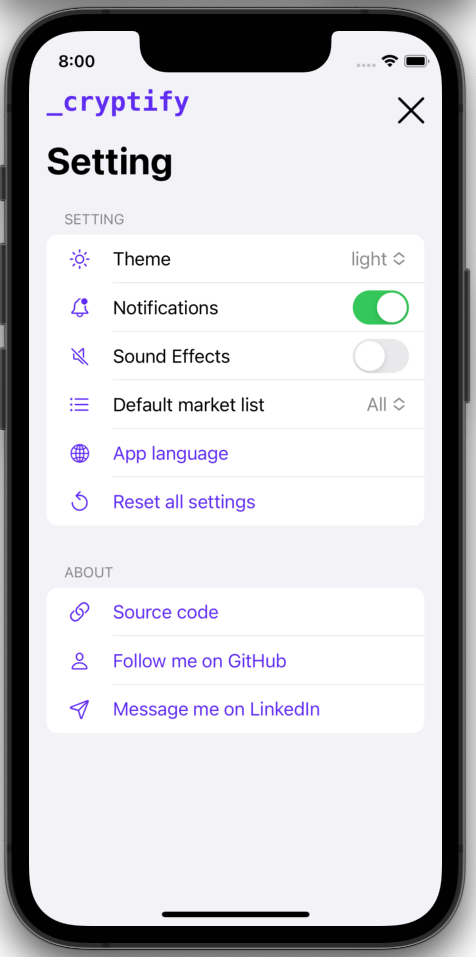 8:00
_cryptify
Setting
SETTING
Theme light
Notifications
Sound Effects
Default market list All
App language
Reset all settings
ABOUT
Source code
Follow me on GitHub
Message me on LinkedIn